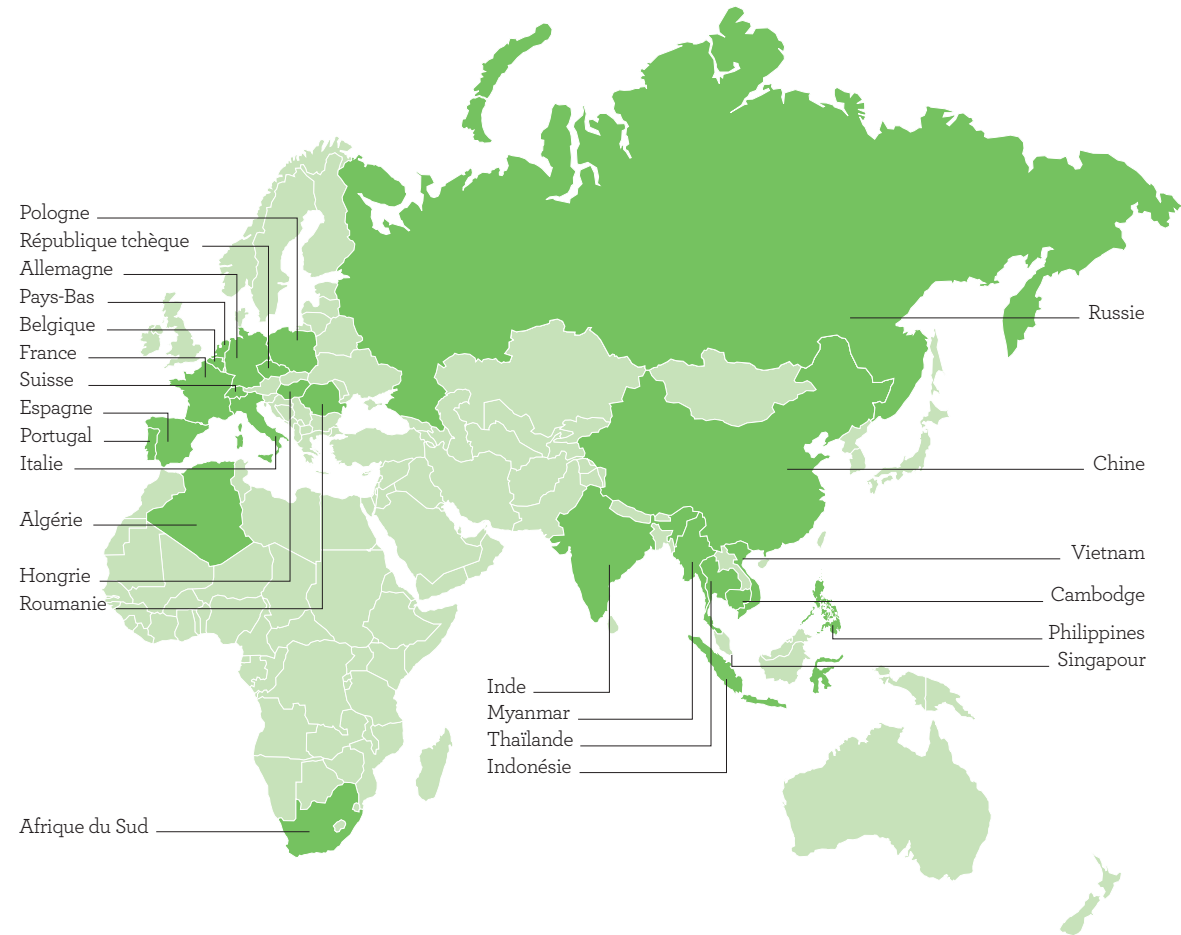 Pologne
République tchèque
Allemagne
Pays-Bas
Belgique
France
Suisse
Espagne
Portugal
Italie
Algérie
Hongrie
Roumanie
Afrique du Sud
Inde
Myanmar
Thaïlande
Indonésie
Russie
Chine
Vietnam
Cambodge
Philippines
Singapour